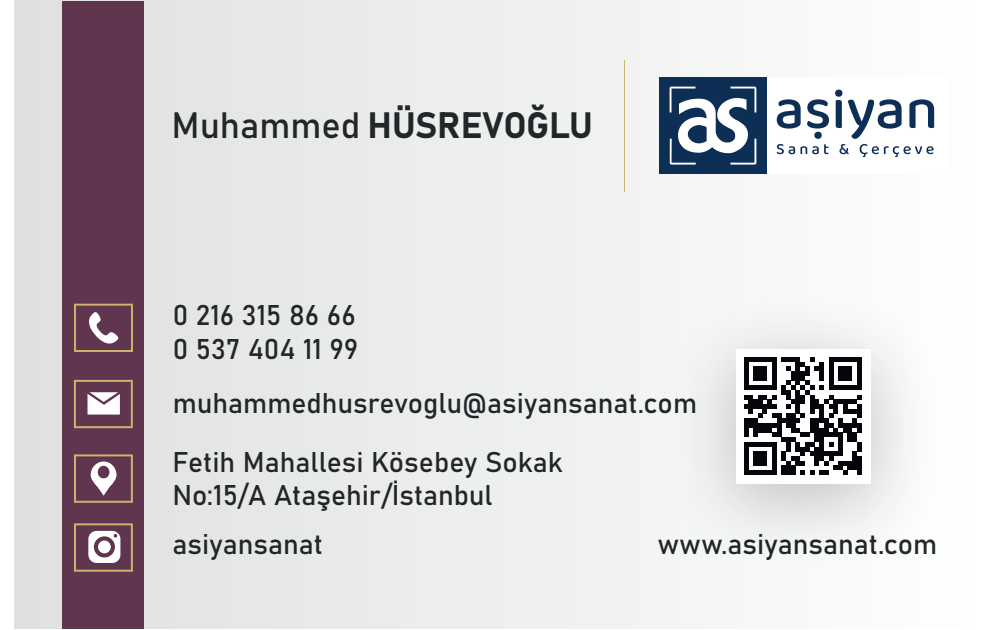 Muhammed HÜSREVOĞLU
as
aşiyan
Sanat & Çerçeve
0 216 315 86 66
0 537 404 11 99
muhammedhusrevoglu@asiyansanat.com
Fetih Mahallesi Kösebey Sokak
No:15/A Ataşehir/İstanbul
asiyansanat
www.asiyansanat.com